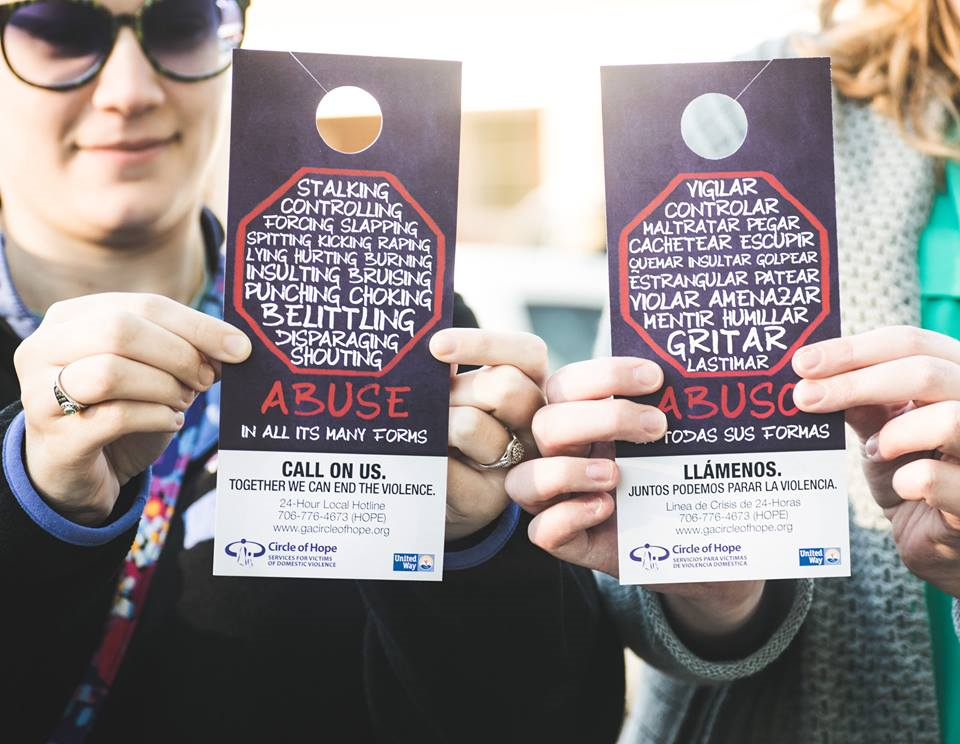 STALKING
CONTROLLING
FORCING SLAPPING
SPITTING KICKING RAPING
LYING HURTING BURNING
INSULTING BRUISING
PUNCHING CHOKING
BELITTLING
DISPARAGING
SHOUTING
ABUSE
IN ALL ITS MANY FORMS
CALL ON US.
TOGETHER WE CAN END THE VIOLENCE.
24-Hour Local Hotline
706-776-4673 (HOPE)
www.gacircleofhope.org
Circle of Hope
SERVICES FOR VICTIMS
OF DOMESTIC VIOLENCE
United
Way
VIGILAR
CONTROLAR
MALTRATAR PEGAR
CACHETEAR ESCUPIR
QUEMAR INSULTAR GOLPEAR
ESTRANGULAR PATEAR
VIOLAR AMENAZAR
MENTIR HUMILLAR
GRITAR
LASTIMAR
ABUSO
TODAS SUS FORMAS
LLÁMENOS.
JUNTOS PODEMOS PARAR LA VIOLENCIA.
Linea de Crisis de 24-Horas
706-776-4673 (HOPE)
www.gacircleofhope.org
Circle of Hope
SERVICIOS PARA VÍCTIMAS
DE VIOLENCIA DOMÉSTICA
United
Way